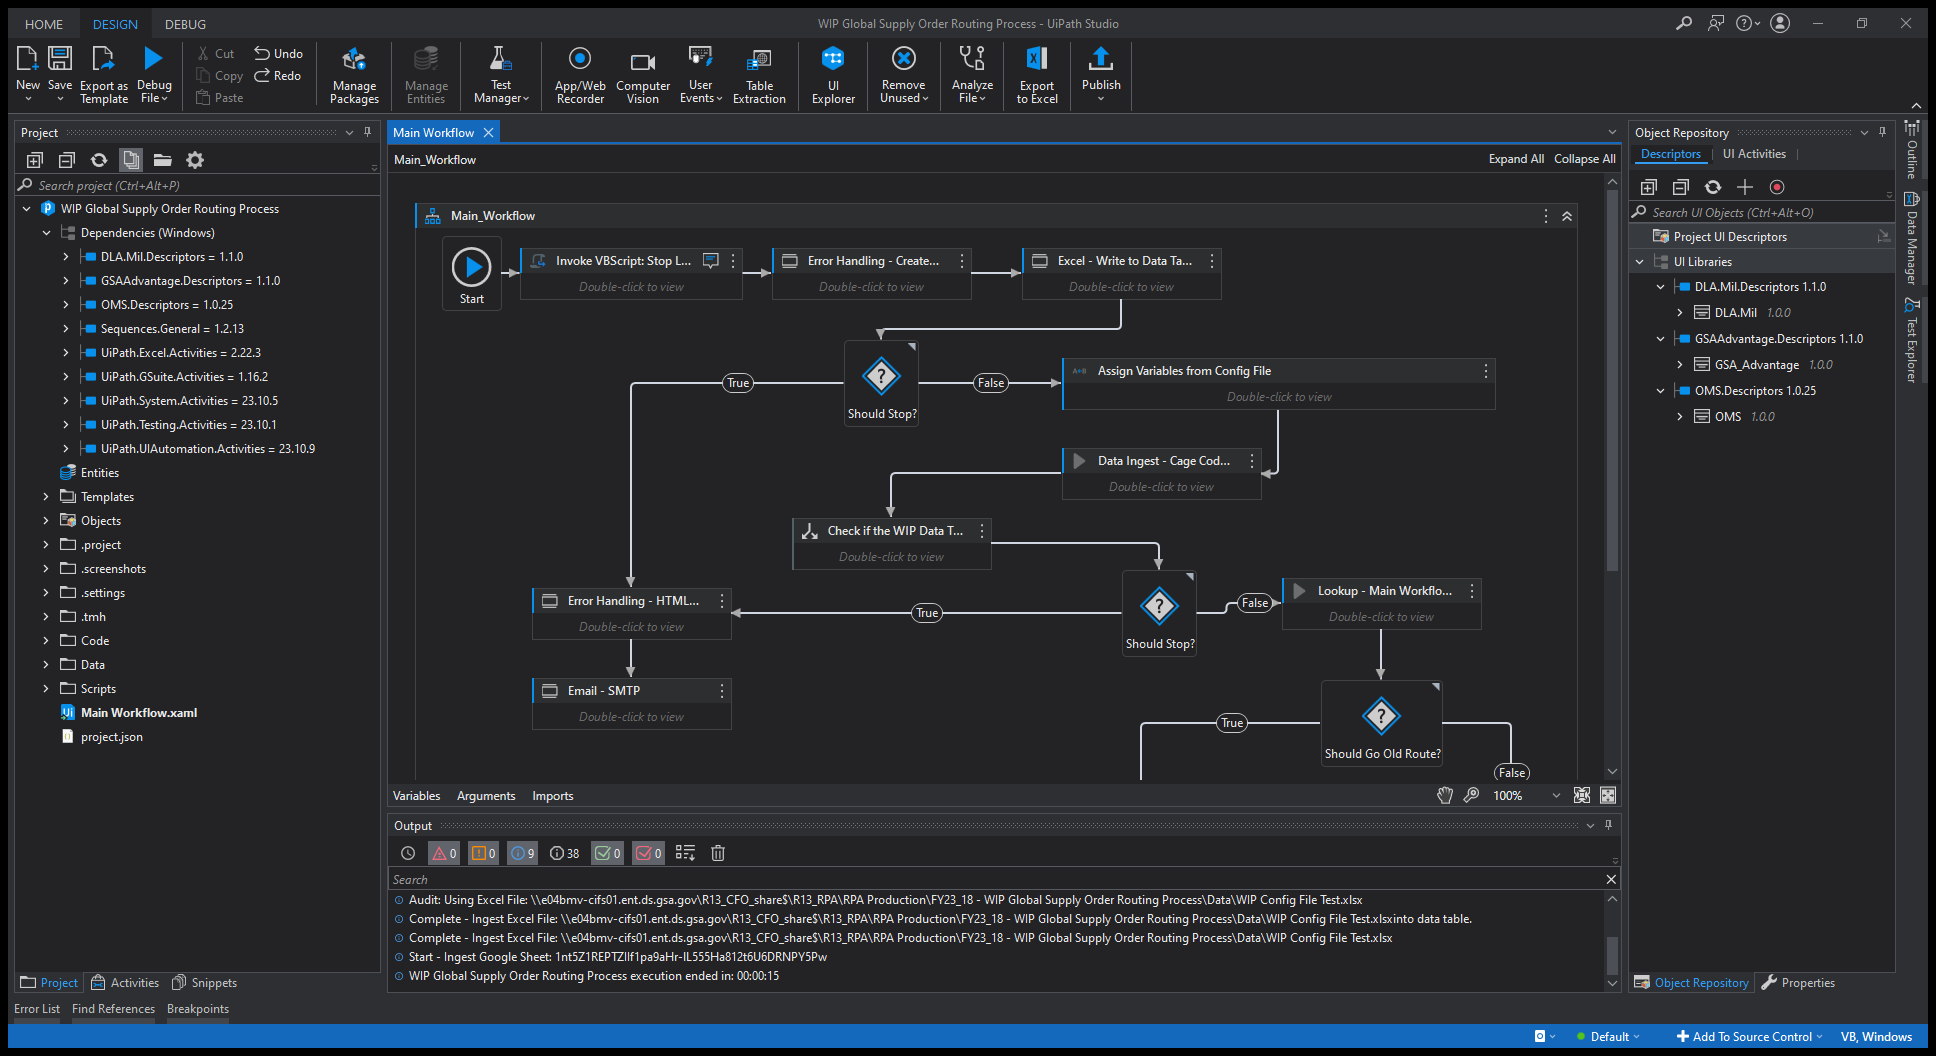 HOME DESIGN DEBUG
WIP Global Supply Order Routing Process - UiPath Studio
New
Save
Export as
Template
Debug
File
Cut
Copy
Paste
Undo
Redo
Manage
Packages
Manage
Entities
Test
Manager
App/Web
Recorder
Computer
Vision
User
Events
Table
Extraction
UI
Explorer
Remove
Unused
Analyze
File
Export
to Excel
Publish
Project
Search project (Ctrl+Alt+P)
WIP Global Supply Order Routing Process
Dependencies (Windows)
DLA.Mil.Descriptors = 1.1.0
GSAAdvantage.Descriptors = 1.1.0
OMS.Descriptors = 1.0.25
Sequences.General = 1.2.13
UiPath.Excel.Activities = 2.22.3
UiPath.GSuite.Activities = 1.16.2
UiPath.System.Activities = 23.10.5
UiPath.Testing.Activities = 23.10.1
UiPath.UIAutomation.Activities = 23.10.9
Entities
Templates
Objects
.project
.screenshots
.settings
.tmh
Code
Data
Scripts
Main Workflow.xaml
project.json
Project Activities Snippets
Main Workflow
Main_Workflow
Expand All Collapse All
Main_Workflow
Start
Invoke VBScript: Stop L...
Double-click to view
Error Handling - Create...
Double-click to view
Excel - Write to Data Ta...
Double-click to view
Should Stop?
True
False
Assign Variables from Config File
Double-click to view
Data Ingest - Cage Cod...
Double-click to view
Check if the WIP Data T...
Double-click to view
Should Stop?
True
False
Error Handling - HTML...
Double-click to view
Lookup - Main Workflo...
Double-click to view
Email - SMTP
Double-click to view
Should Go Old Route?
True
False
Variables Arguments Imports
100%
Output
0 0 9 38 0 0
Search
Audit: Using Excel File: \\e04bmv-cifs01.ent.ds.gsa.gov\R13_CFO_share$\R13_RPA\RPA Production\FY23_18 - WIP Global Supply Order Routing Process\Data\WIP Config File Test.xlsx
Complete - Ingest Excel File: \\e04bmv-cifs01.ent.ds.gsa.gov\R13_CFO_share$\R13_RPA\RPA Production\FY23_18 - WIP Global Supply Order Routing Process\Data\WIP Config File Test.xlsxinto data table.
Complete - Ingest Excel File: \\e04bmv-cifs01.ent.ds.gsa.gov\R13_CFO_share$\R13_RPA\RPA Production\FY23_18 - WIP Global Supply Order Routing Process\Data\WIP Config File Test.xlsx
Start - Ingest Google Sheet: 1nt5Z1REPTZIIf1pa9aHr-IL555Ha812t6U6DRNPY5Pw
WIP Global Supply Order Routing Process execution ended in: 00:00:15
Object Repository
Descriptors UI Activities
Search UI Objects (Ctrl+Alt+O)
Project UI Descriptors
UI Libraries
DLA.Mil.Descriptors 1.1.0
DLA.Mil 1.0.0
GSAAdvantage.Descriptors 1.1.0
GSA_Advantage 1.0.0
OMS.Descriptors 1.0.25
OMS 1.0.0
Object Repository Properties
Outline
Data Manager
Test Explorer
Error List Find References Breakpoints
Default Add To Source Control VB, Windows